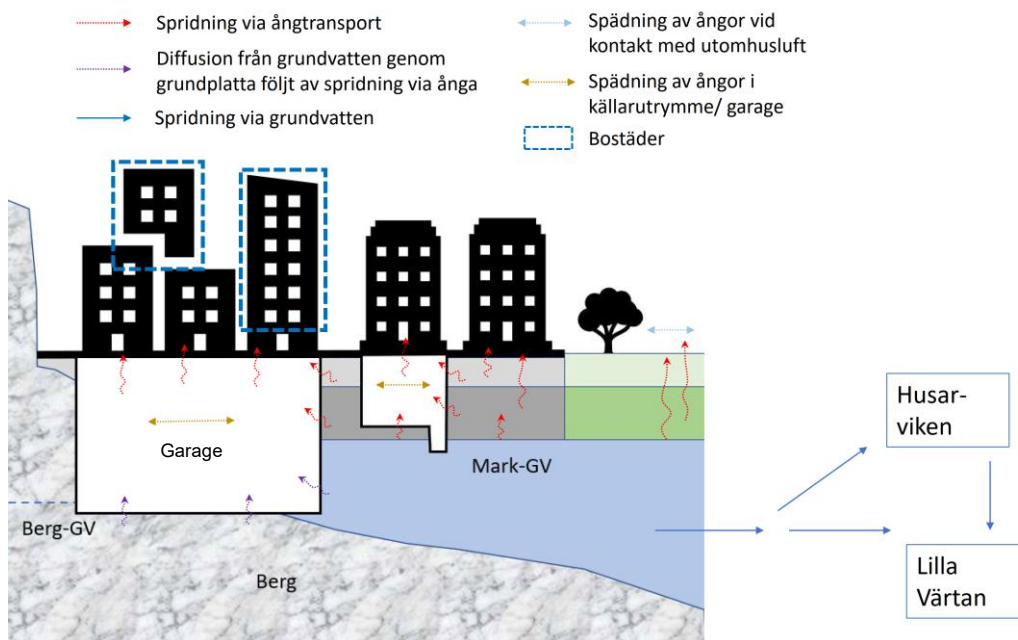 Spridning via ångtransport
Diffusion från grundvatten genom
grundplatta följt av spridning via ånga
Spridning via grundvatten
Spädning av ångor vid
kontakt med utomhusluft
Spädning av ångor i
källarutrymme/ garage
Bostäder
Garage
Mark-GV
Berg-GV
Berg
Husar-
viken
Lilla
Värtan